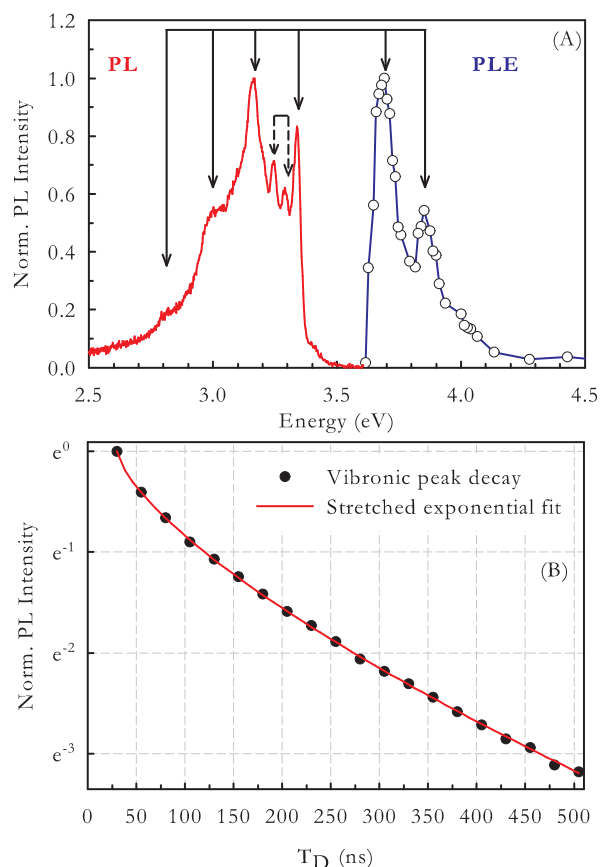 1.2
(A)
PL
PLE
1.0
0.8
0.6
0.4
0.2
0.0
Norm. PL Intensity
2.5 3.0 3.5 4.0 4.5
Energy (eV)
e0
Vibronic peak decay
Stretched exponential fit
e-1
(B)
e-2
e-3
Norm. PL Intensity
0 50 100 150 200 250 300 350 400 450 500
TD (ns)